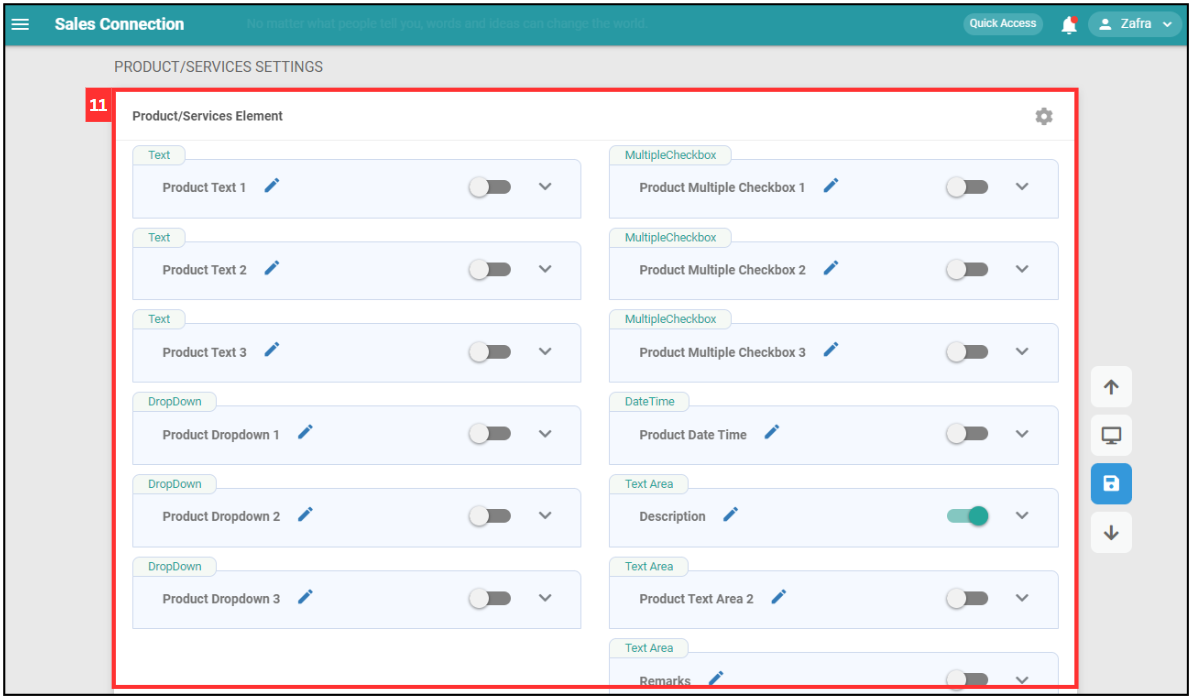 Sales Connection
No matter what people tell you, words and ideas can change the world.
Quick Access
Zafra
PRODUCT/SERVICES SETTINGS
11
Product/Services Element
Text
Product Text 1
Text
Product Text 2
Text
Product Text 3
DropDown
Product Dropdown 1
DropDown
Product Dropdown 2
DropDown
Product Dropdown 3
MultipleCheckbox
Product Multiple Checkbox 1
MultipleCheckbox
Product Multiple Checkbox 2
MultipleCheckbox
Product Multiple Checkbox 3
DateTime
Product Date Time
Text Area
Description
Text Area
Product Text Area 2
Text Area
Remarks